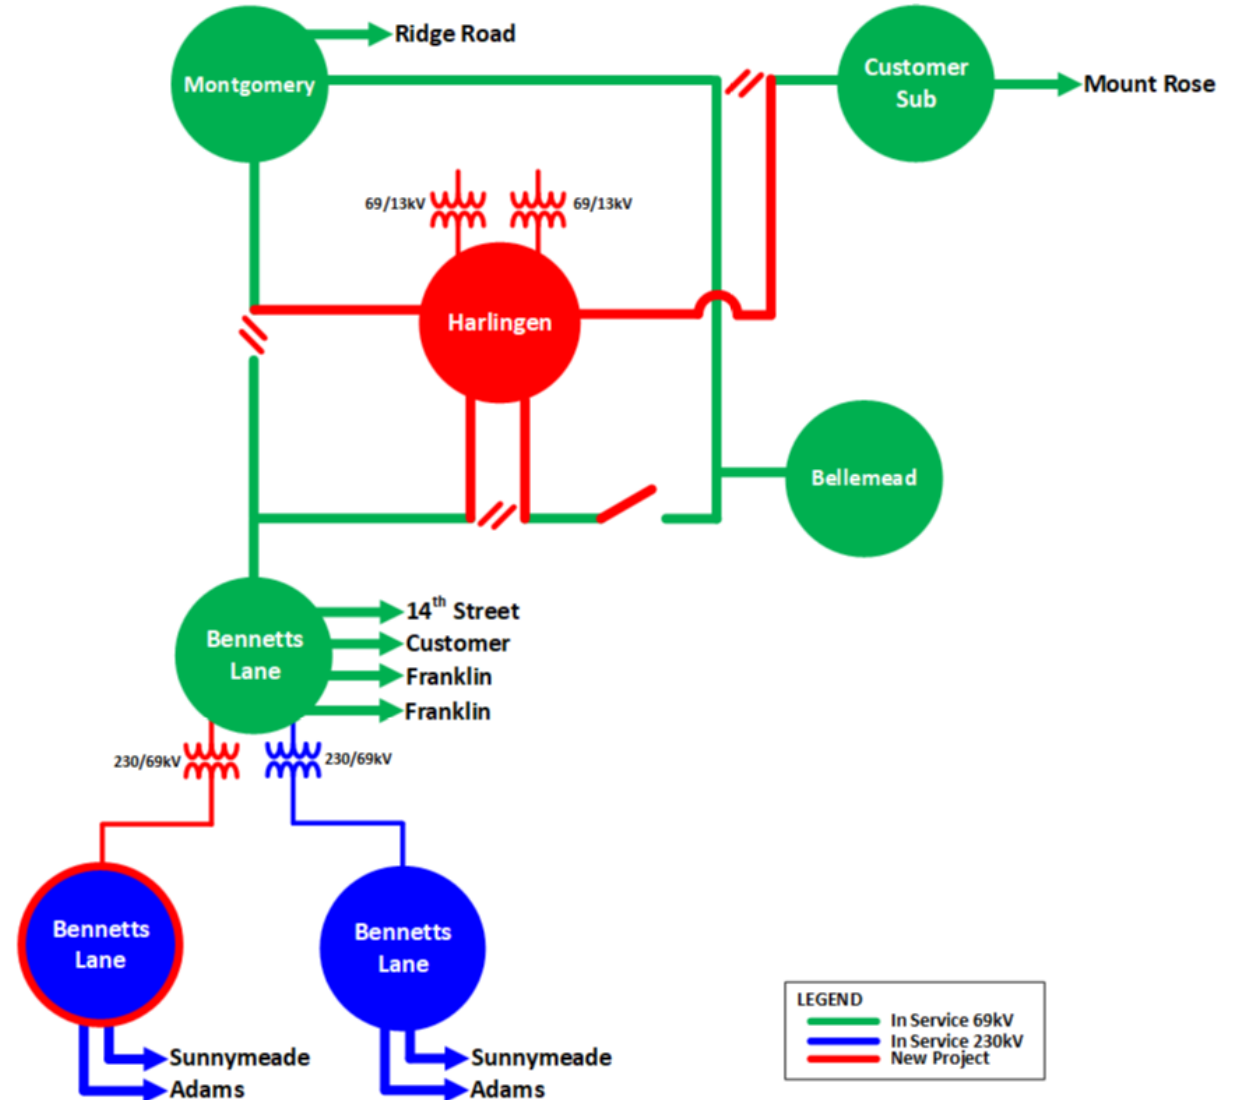 Ridge Road
Montgomery
Customer
Sub
Mount Rose
69/13kV
69/13kV
Harlingen
Bellemead
14th Street
Bennetts
Lane
Customer
Franklin
Franklin
230/69kV
230/69kV
Bennetts
Lane
Bennetts
Lane
LEGEND
In Service 69kV
In Service 230kV
New Project
Sunnymeade
Adams
Sunnymeade
Adams